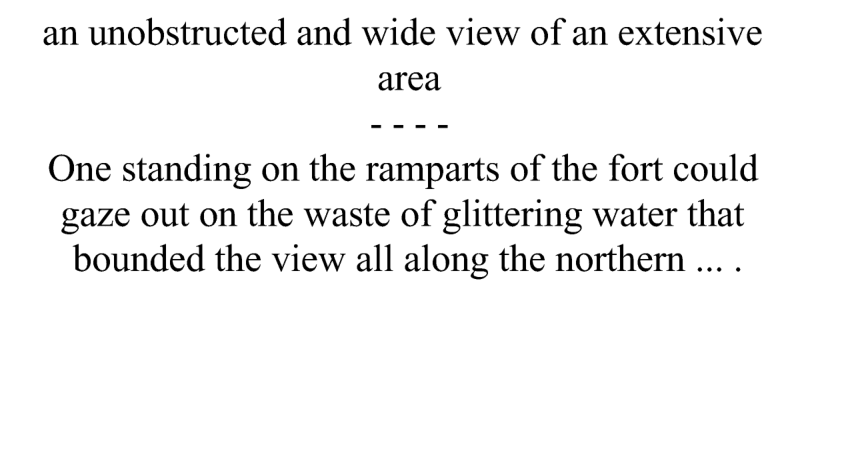 an unobstructed and wide view of an extensive
area
- - - -
One standing on the ramparts of the fort could
gaze out on the waste of glittering water that
bounded the view all along the northern ... .